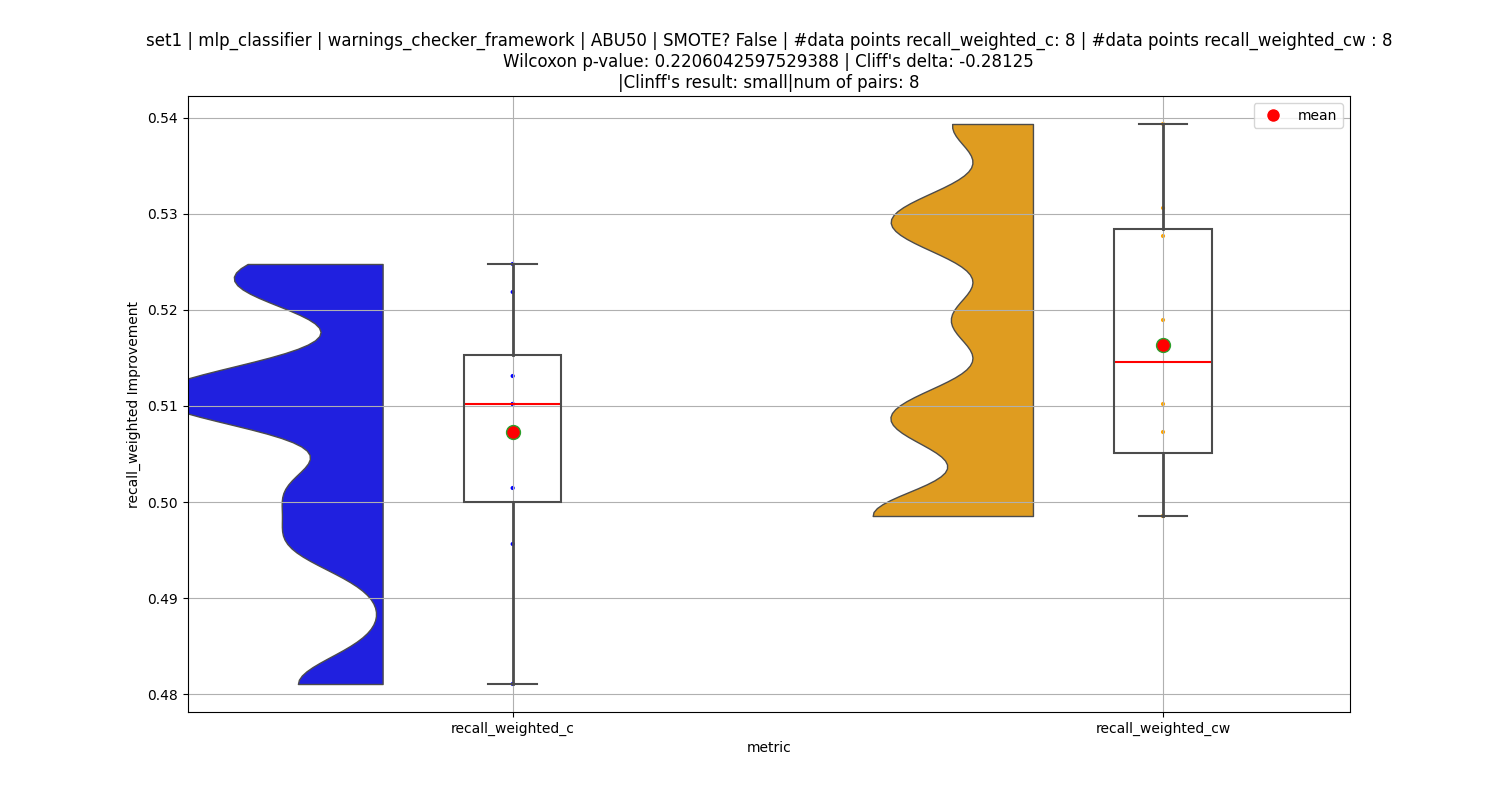 set1 | mlp_classifier | warnings_checker_framework | ABU50 | SMOTE? False | #data points recall_weighted_c: 8 | #data points recall_weighted_cw : 8
Wilcoxon p-value: 0.2206042597529388 | Cliff's delta: -0.28125
|Clinff's result: small|num of pairs: 8
mean
0.54
0.53
0.52
0.51
0.50
0.49
0.48
recall_weighted Improvement
recall_weighted_c
recall_weighted_cw
metric